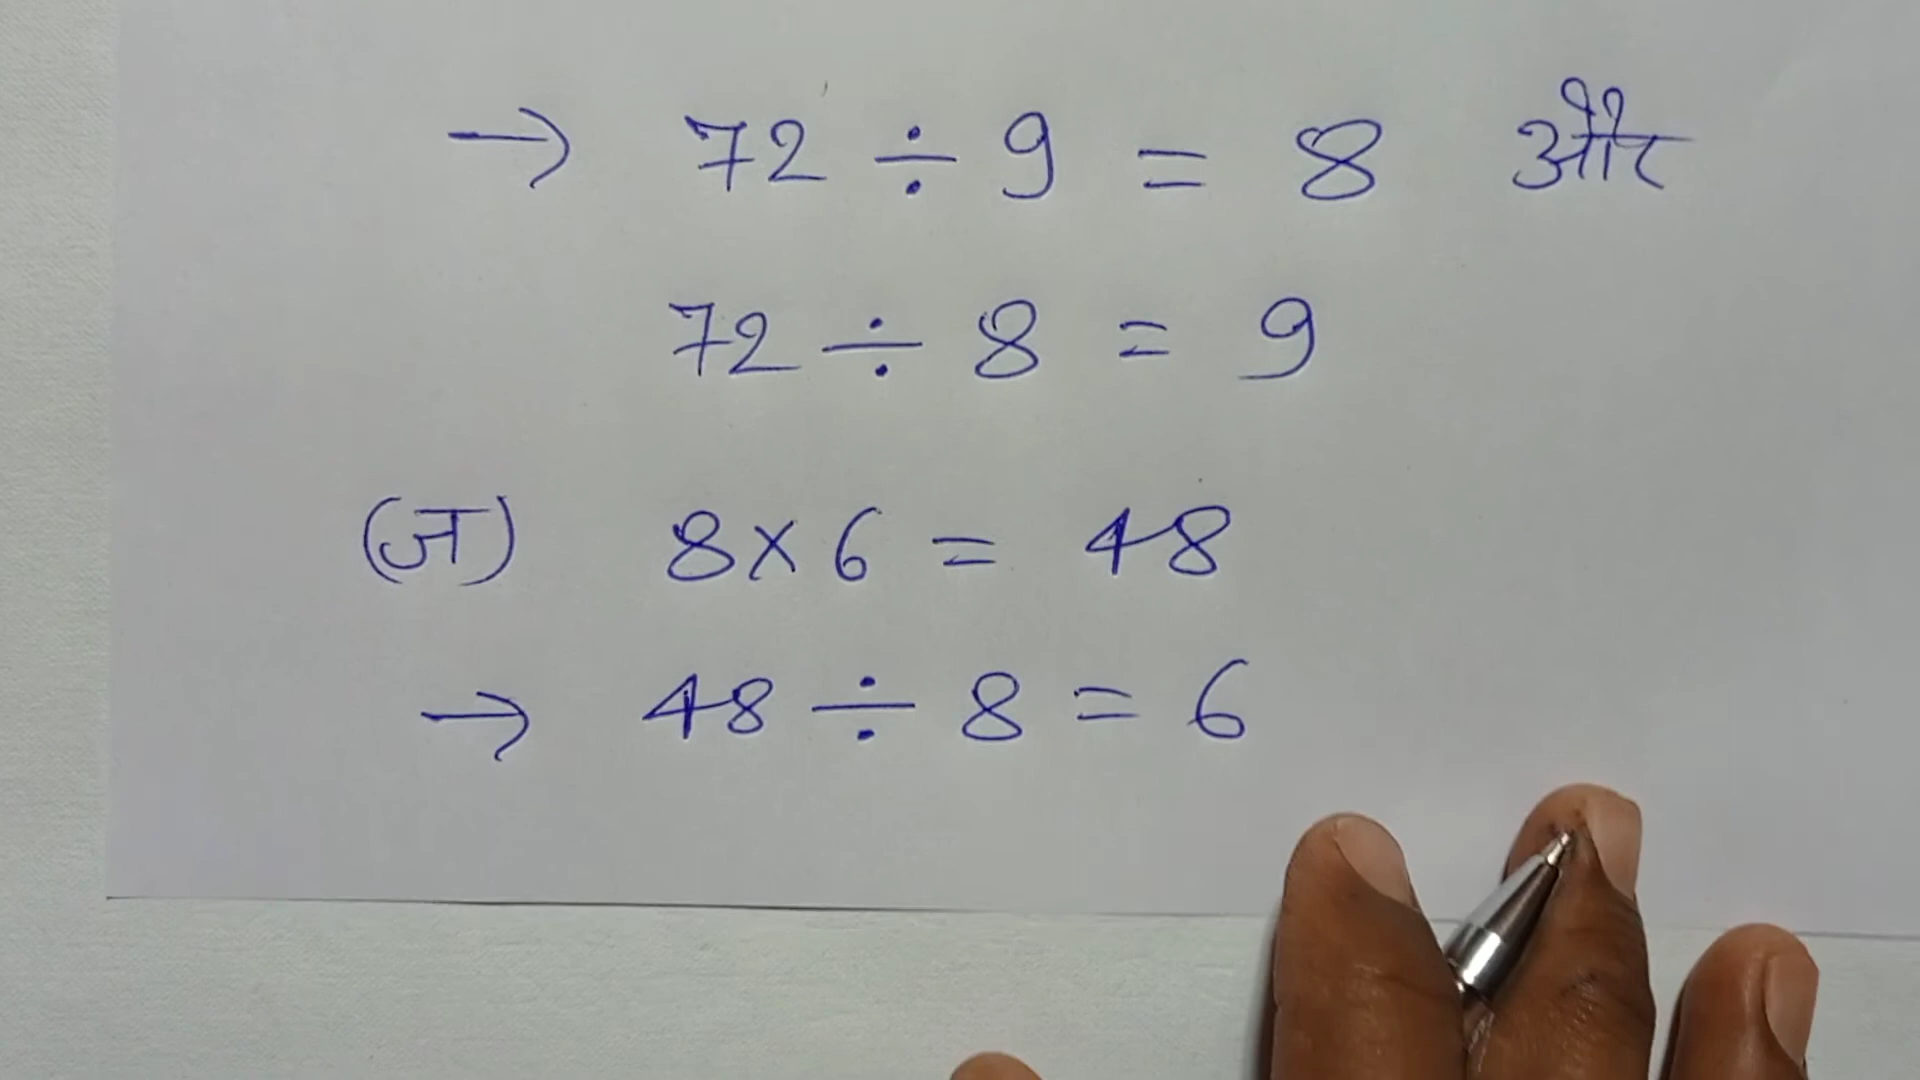 → 72 ÷ 9 = 8 और
72 ÷ 8 = 9
(ज) 8 × 6 = 48
→ 48 ÷ 8 = 6